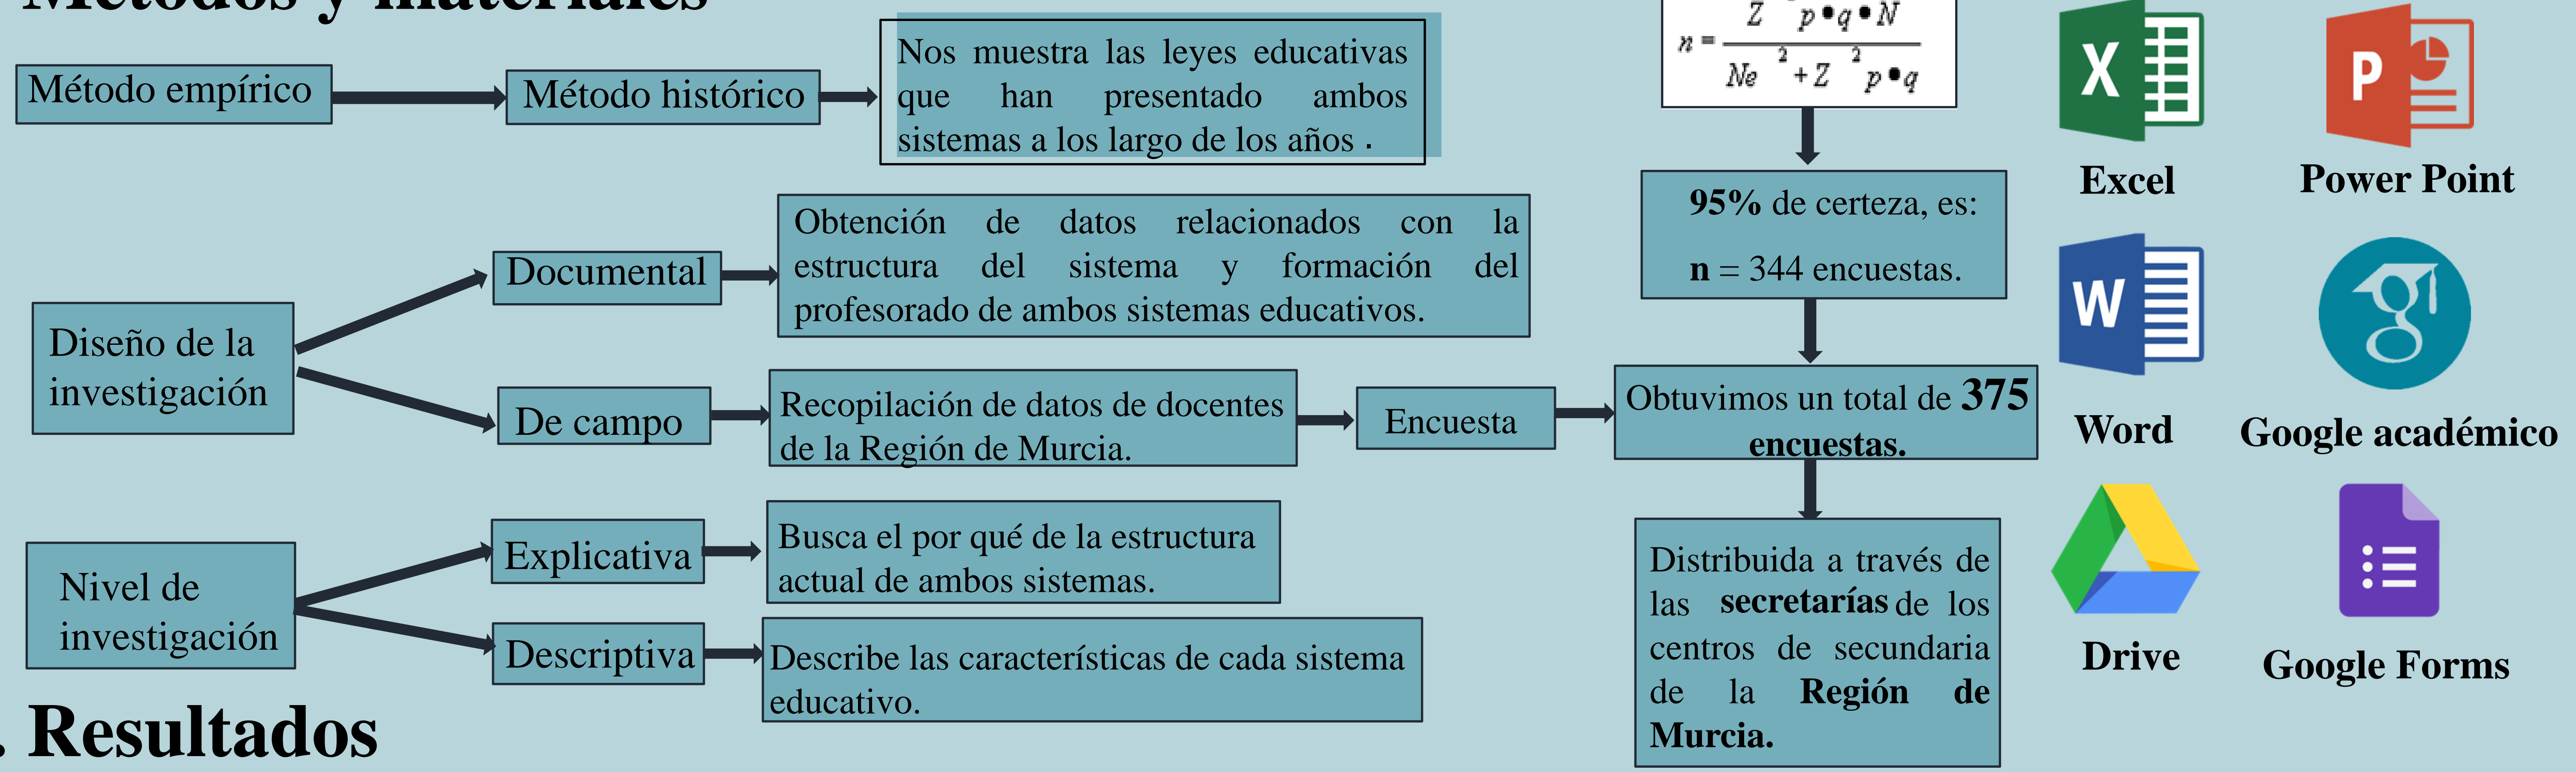 Métodos y materiales
Método empírico
Método histórico
Nos muestra las leyes educativas
que han presentado ambos
sistemas a los largo de los años .
Diseño de la
investigación
Documental
Obtención de datos relacionados con la
estructura del sistema y formación del
profesorado de ambos sistemas educativos.
De campo
Recopilación de datos de docentes
de la Región de Murcia.
Encuesta
Nivel de
investigación
Explicativa
Busca el por qué de la estructura
actual de ambos sistemas.
Descriptiva
Describe las características de cada sistema
educativo.
n = Z² p•q•N / Ne² + Z² p•q
95% de certeza, es:
n = 344 encuestas.
Obtuvimos un total de 375
encuestas.
Distribuida a través de
las secretarías de los
centros de secundaria
de la Región de
Murcia.
X
Excel
P
Power Point
W
Word
g
Google académico
Drive
Google Forms
. Resultados